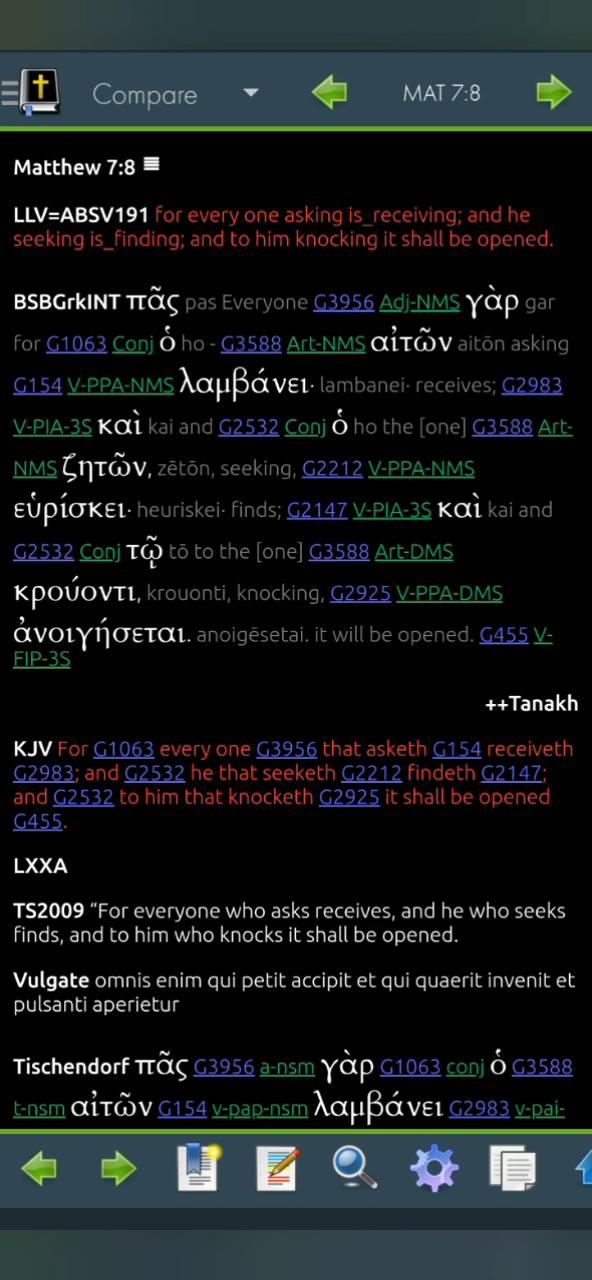 Compare
MAT 7:8
Matthew 7:8
LLV=ABSV191 for every one asking is_receiving; and he
seeking is_finding; and to him knocking it shall be opened.
BSBGrkINT πᾶς pas Everyone G3956 Adj-NMS γὰρ gar
for G1063 Conj ὁ ho - G3588 Art-NMS αἰτῶν aitōn asking
G154 V-PPA-NMS λαμβάνει· lambanei· receives; G2983
V-PIA-3S καὶ kai and G2532 Conj ὁ ho the [one] G3588 Art-
NMS ζητῶν, zētōn, seeking, G2212 V-PPA-NMS
εὑρίσκει· heuriskei· finds; G2147 V-PIA-3S καὶ kai and
G2532 Conj τῷ tō to the [one] G3588 Art-DMS
κρούοντι, krouonti, knocking, G2925 V-PPA-DMS
ἀνοιγήσεται. anoigēsetai. it will be opened. G455 V-
FIP-3S
++Tanakh
KJV For G1063 every one G3956 that asketh G154 receiveth
G2983; and G2532 he that seeketh G2212 findeth G2147;
and G2532 to him that knocketh G2925 it shall be opened
G455.
LXXA
TS2009 “For everyone who asks receives, and he who seeks
finds, and to him who knocks it shall be opened.
Vulgate omnis enim qui petit accipit et qui quaerit invenit et
pulsanti aperietur
Tischendorf πᾶς G3956 a-nsm γὰρ G1063 conj ὁ G3588
t-nsm αἰτῶν G154 v-pap-nsm λαμβάνει G2983 v-pai-